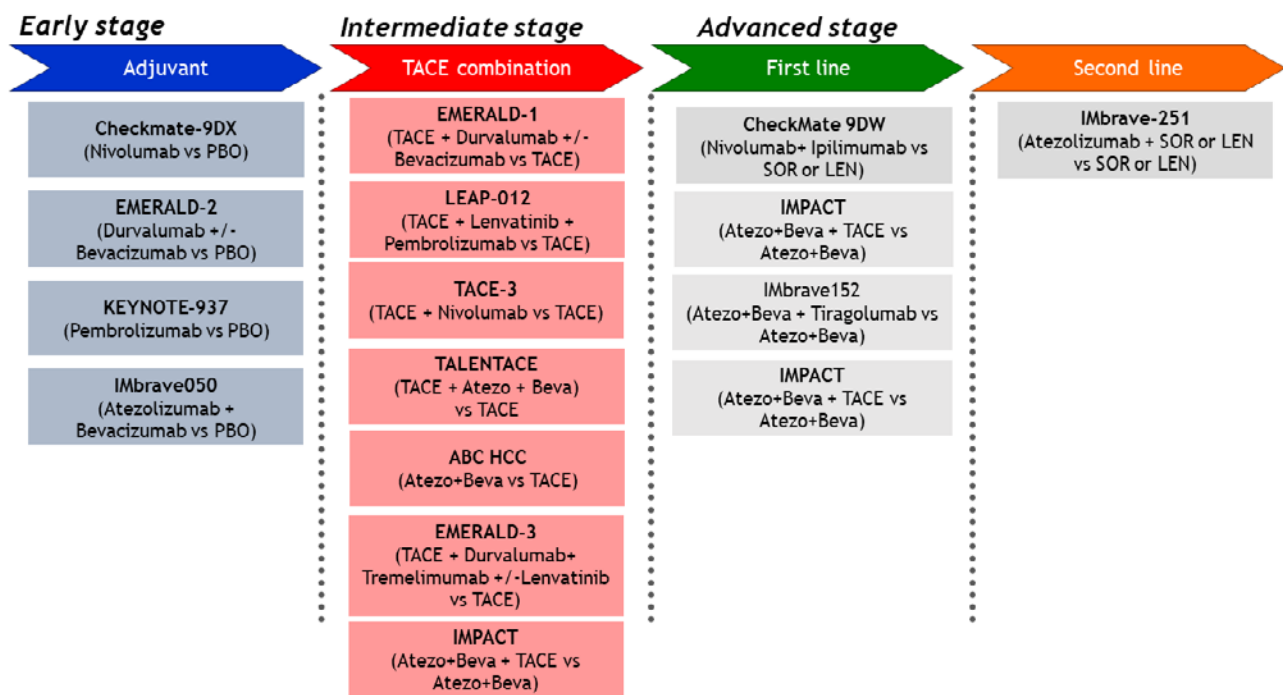 Early stage
Adjuvant
Checkmate-9DX
(Nivolumab vs PBO)
EMERALD-2
(Durvalumab +/-
Bevacizumab vs PBO)
KEYNOTE-937
(Pembrolizumab vs PBO)
IMbrave050
(Atezolizumab +
Bevacizumab vs PBO)
Intermediate stage
TACE combination
EMERALD-1
(TACE + Durvalumab +/-
Bevacizumab vs TACE)
LEAP-012
(TACE + Lenvatinib +
Pembrolizumab vs TACE)
TACE-3
(TACE + Nivolumab vs TACE)
TALENTACE
(TACE + Atezo + Beva)
vs TACE
ABC HCC
(Atezo+Beva vs TACE)
EMERALD-3
(TACE + Durvalumab+
Tremelimumab +/-Lenvatinib
vs TACE)
IMPACT
(Atezo+Beva + TACE vs
Atezo+Beva)
Advanced stage
First line
CheckMate 9DW
(Nivolumab+ Ipilimumab vs
SOR or LEN)
IMPACT
(Atezo+Beva + TACE vs
Atezo+Beva)
IMbrave152
(Atezo+Beva + Tiragolumab vs
Atezo+Beva)
IMPACT
(Atezo+Beva + TACE vs
Atezo+Beva)
Second line
IMbrave-251
(Atezolizumab + SOR or LEN
vs SOR or LEN)